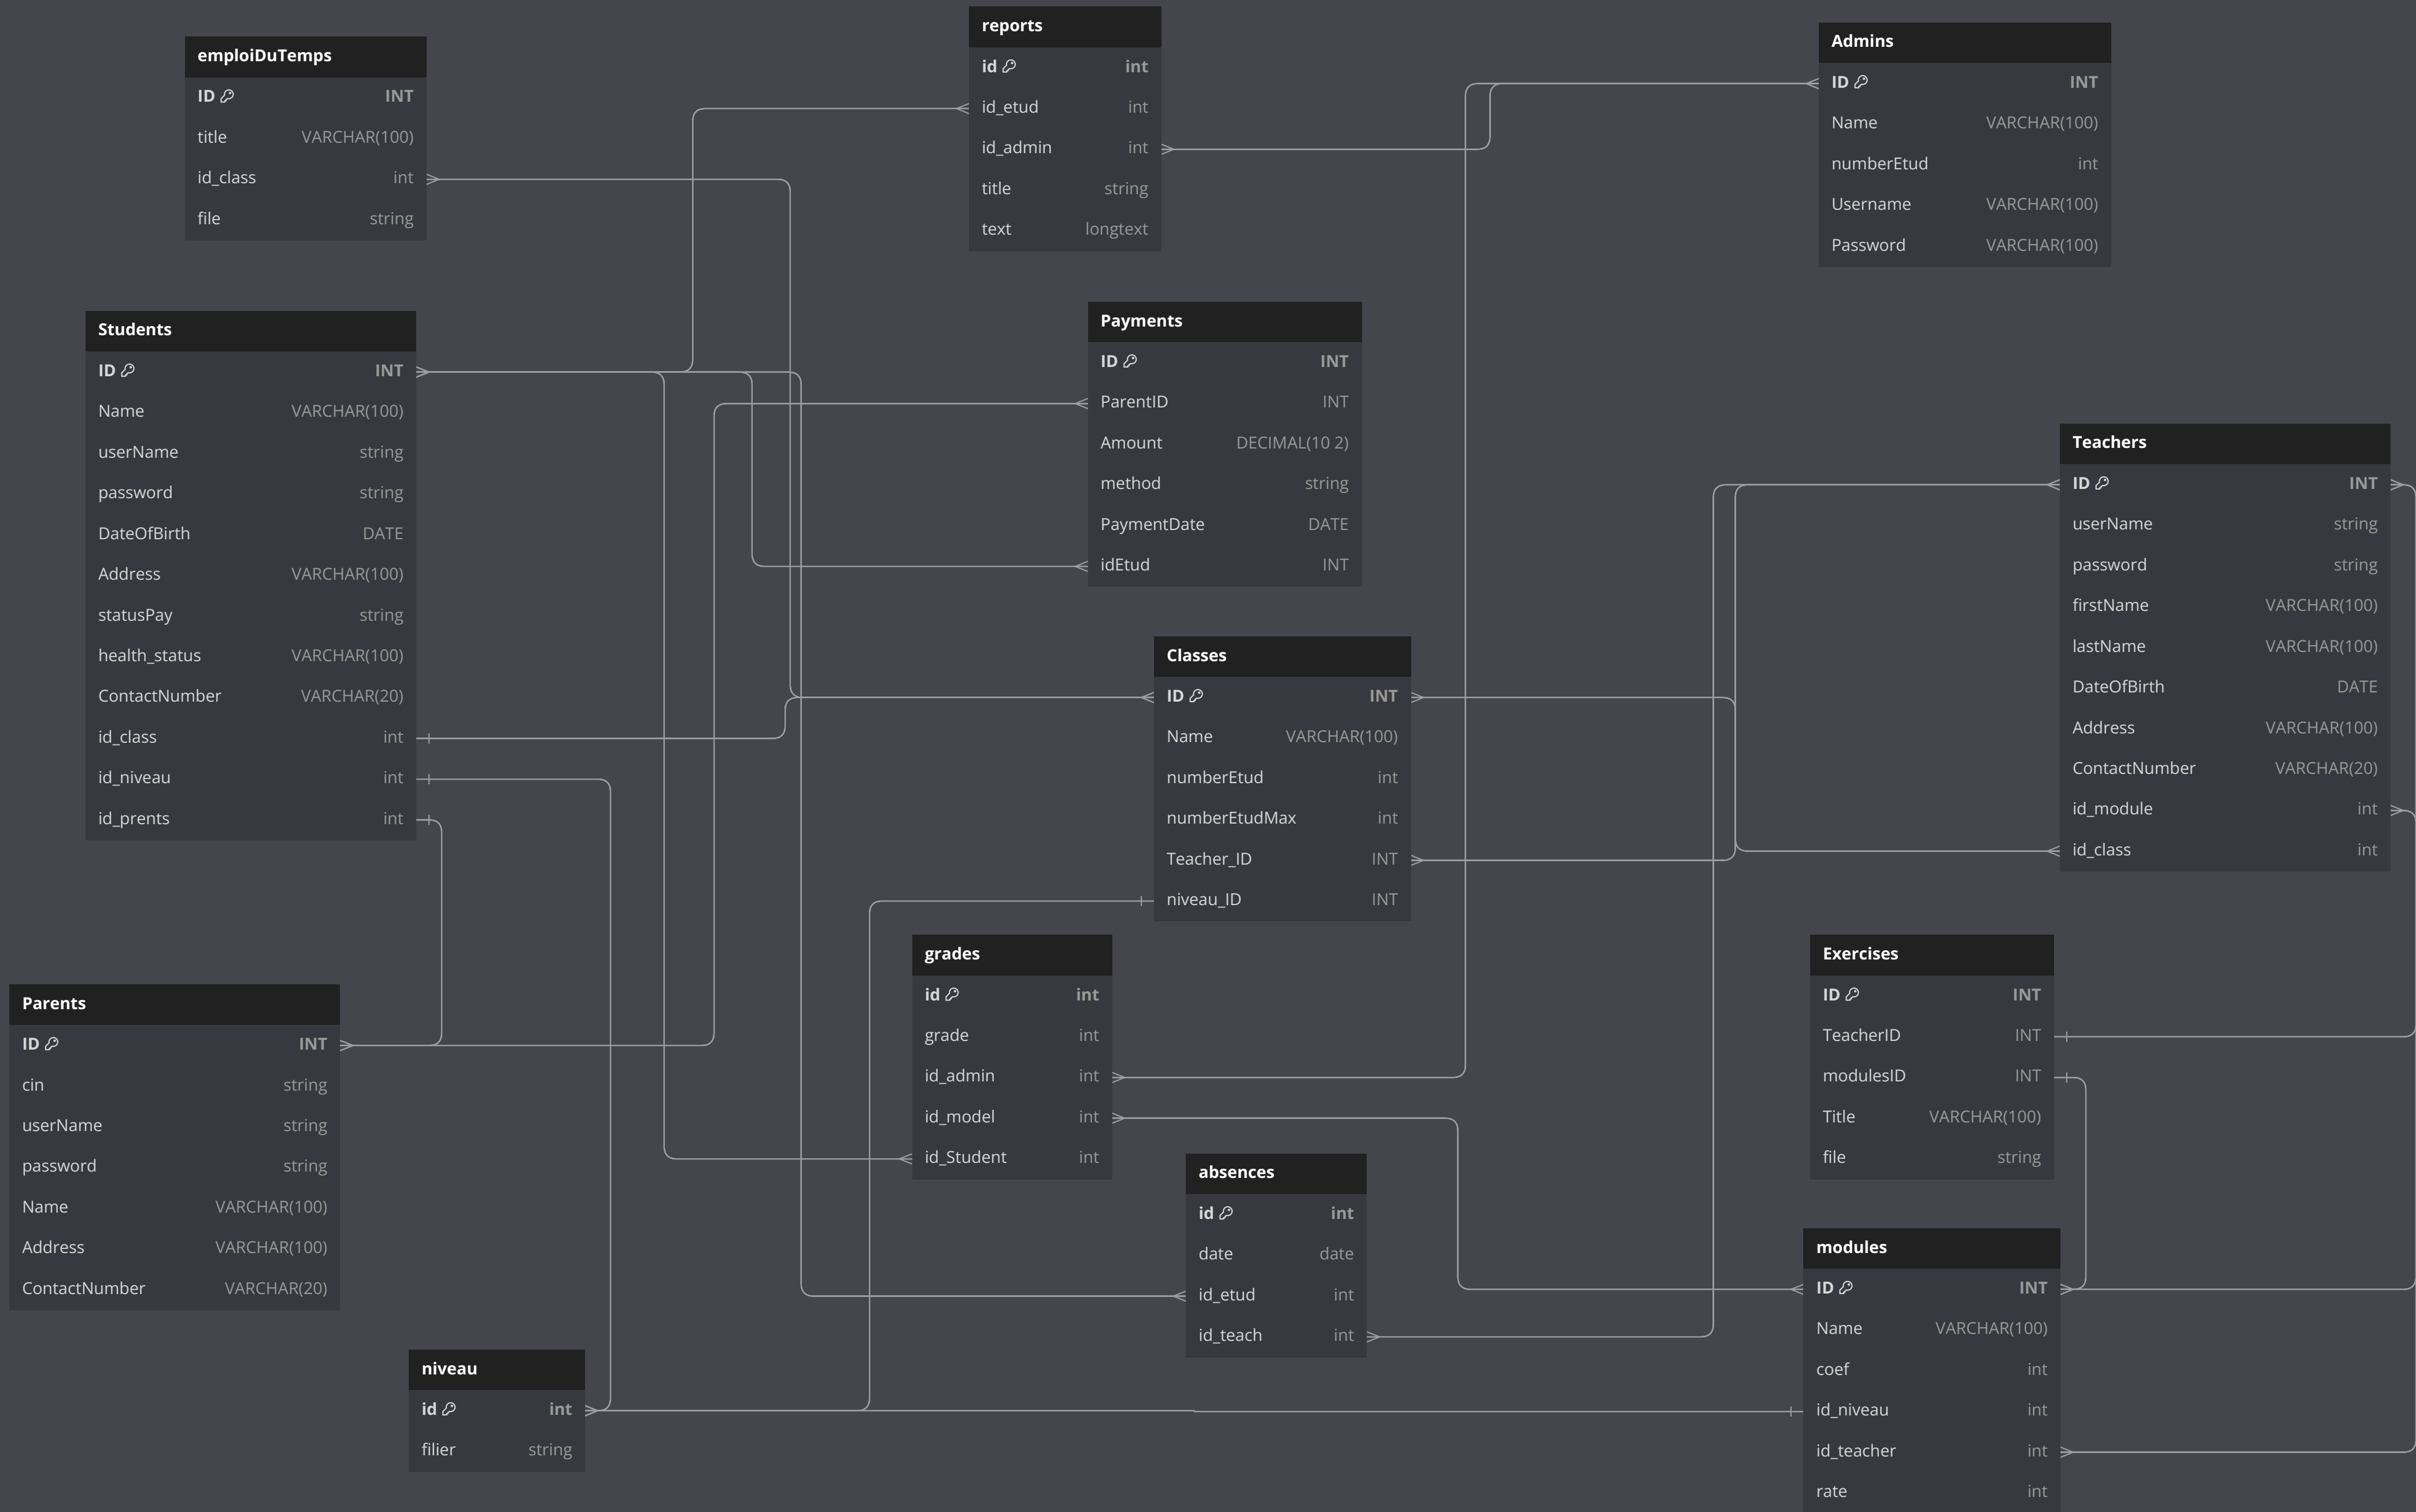 emploiDuTemps
ID INT
title VARCHAR(100)
id_class int
file string
reports
id int
id_etud int
id_admin int
title string
text longtext
Admins
ID INT
Name VARCHAR(100)
numberEtud int
Username VARCHAR(100)
Password VARCHAR(100)
Students
ID INT
Name VARCHAR(100)
userName string
password string
DateOfBirth DATE
Address VARCHAR(100)
statusPay string
health_status VARCHAR(100)
ContactNumber VARCHAR(20)
id_class int
id_niveau int
id_prents int
Payments
ID INT
ParentID INT
Amount DECIMAL(10 2)
method string
PaymentDate DATE
idEtud INT
Teachers
ID INT
userName string
password string
firstName VARCHAR(100)
lastName VARCHAR(100)
DateOfBirth DATE
Address VARCHAR(100)
ContactNumber VARCHAR(20)
id_module int
id_class int
Classes
ID INT
Name VARCHAR(100)
numberEtud int
numberEtudMax int
Teacher_ID INT
niveau_ID INT
grades
id int
grade int
id_admin int
id_model int
id_Student int
Exercises
ID INT
TeacherID INT
modulesID INT
Title VARCHAR(100)
file string
Parents
ID INT
cin string
userName string
password string
Name VARCHAR(100)
Address VARCHAR(100)
ContactNumber VARCHAR(20)
absences
id int
date date
id_etud int
id_teach int
modules
ID INT
Name VARCHAR(100)
coef int
id_niveau int
id_teacher int
rate int
niveau
id int
filier string